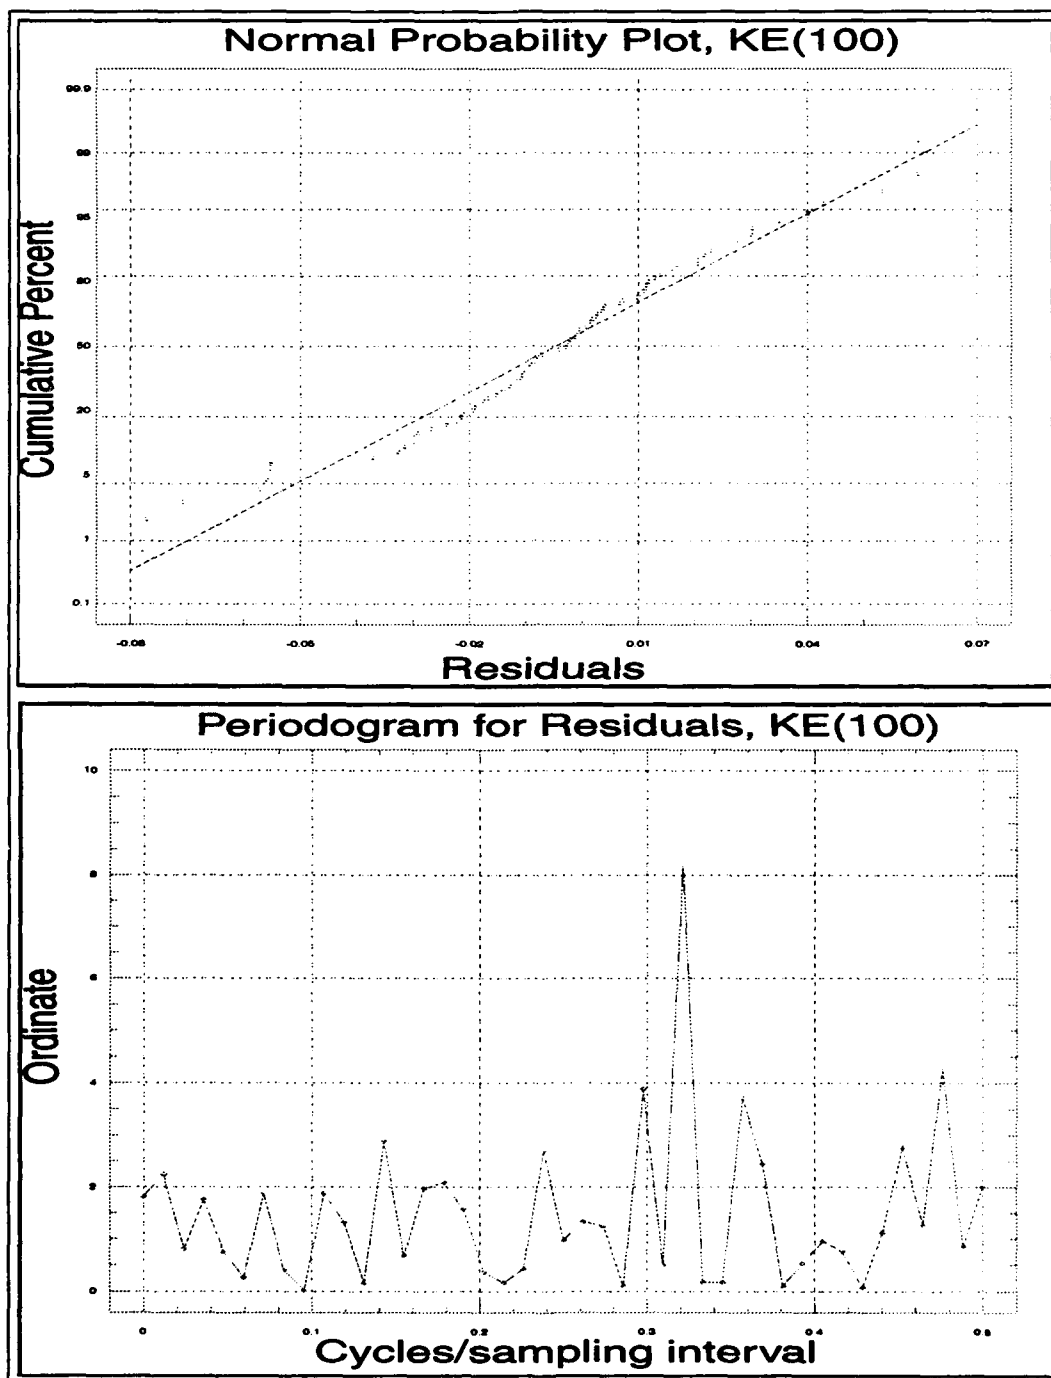 Normal Probability Plot, KE(100)
99.9
99
95
80
50
20
5
1
0.1
Cumulative Percent
-0.08 -0.05 -0.02 0.01 0.04 0.07
Residuals
Periodogram for Residuals, KE(100)
10
8
6
4
2
0
Ordinate
0 0.1 0.2 0.3 0.4 0.5
Cycles/sampling interval